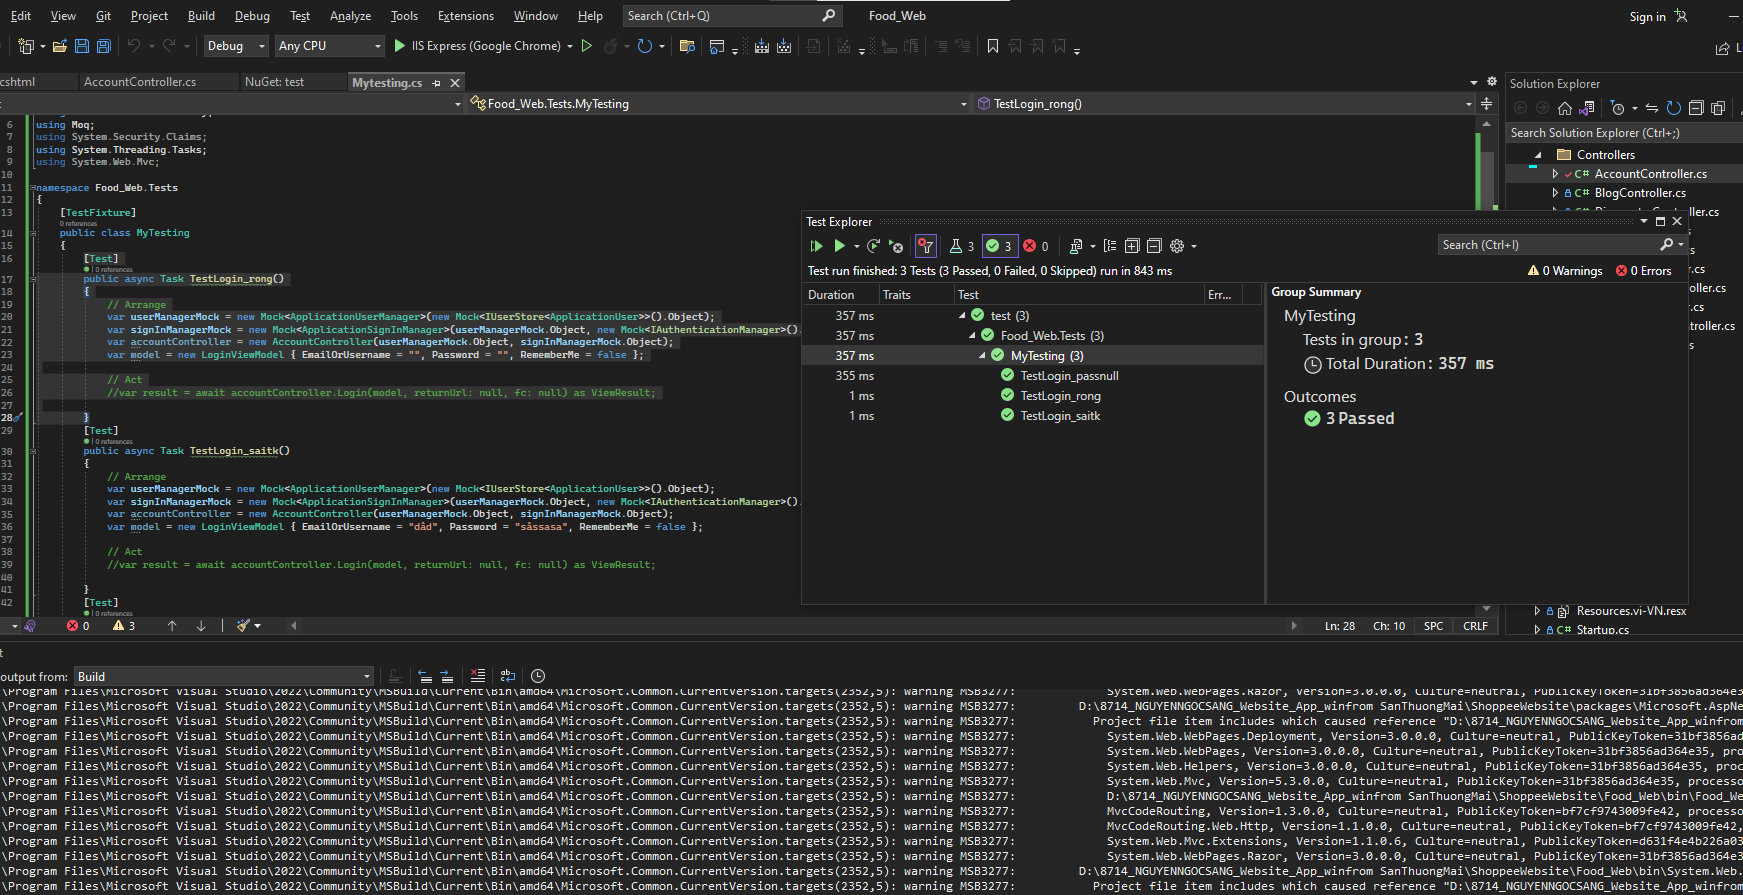 Edit View Git Project Build Debug Test Analyze Tools Extensions Window Help Search (Ctrl+Q) Food_Web Sign in
Debug Any CPU IIS Express (Google Chrome)
cshtml AccountController.cs NuGet: test Mytesting.cs
Food_Web.Tests.MyTesting TestLogin_rong()
6 using Moq;
7 using System.Security.Claims;
8 using System.Threading.Tasks;
9 using System.Web.Mvc;
10
11 namespace Food_Web.Tests
12 {
13 [TestFixture]
0 references
14 public class MyTesting
15 {
16 [Test]
| 0 references
17 public async Task TestLogin_rong()
18 {
19 // Arrange
20 var userManagerMock = new Mock<ApplicationUserManager>(new Mock<IUserStore<ApplicationUser>>().Object);
21 var signInManagerMock = new Mock<ApplicationSignInManager>(userManagerMock.Object, new Mock<IAuthenticationManager>().
22 var accountController = new AccountController(userManagerMock.Object, signInManagerMock.Object);
23 var model = new LoginViewModel { EmailOrUsername = "", Password = "", RememberMe = false };
24
25 // Act
26 //var result = await accountController.Login(model, returnUrl: null, fc: null) as ViewResult;
27
28 }
29 [Test]
| 0 references
30 public async Task TestLogin_saitk()
31 {
32 // Arrange
33 var userManagerMock = new Mock<ApplicationUserManager>(new Mock<IUserStore<ApplicationUser>>().Object);
34 var signInManagerMock = new Mock<ApplicationSignInManager>(userManagerMock.Object, new Mock<IAuthenticationManager>().
35 var accountController = new AccountController(userManagerMock.Object, signInManagerMock.Object);
36 var model = new LoginViewModel { EmailOrUsername = "dåd", Password = "såssasa", RememberMe = false };
37
38 // Act
39 //var result = await accountController.Login(model, returnUrl: null, fc: null) as ViewResult;
40
41 }
42 [Test]
| 0 references
0 3 Ln: 28 Ch: 10 SPC CRLF
Test Explorer
3 3 0 Search (Ctrl+I)
Test run finished: 3 Tests (3 Passed, 0 Failed, 0 Skipped) run in 843 ms 0 Warnings 0 Errors
Duration Traits Test Err...
357 ms test (3)
357 ms Food_Web.Tests (3)
357 ms MyTesting (3)
355 ms TestLogin_passnull
1 ms TestLogin_rong
1 ms TestLogin_saitk
Group Summary
MyTesting
Tests in group: 3
Total Duration: 357 ms
Outcomes
3 Passed
Solution Explorer
Search Solution Explorer (Ctrl+;)
Controllers
C# AccountController.cs
C# BlogController.cs
ller.cs
.cs
ller.cs
.cs
troller.cs
s
Resources.vi-VN.resx
C# Startup.cs
t
output from: Build
\Program Files\Microsoft Visual Studio\2022\Community\MSBuild\Current\Bin\amd64\Microsoft.Common.CurrentVersion.targets(2352,5): warning MSB3277: System.Web.WebPages.Razor, Version=3.0.0.0, Culture=neutral, PublicKeyToken=31bf3856ad364e3
\Program Files\Microsoft Visual Studio\2022\Community\MSBuild\Current\Bin\amd64\Microsoft.Common.CurrentVersion.targets(2352,5): warning MSB3277: D:\8714_NGUYENNGOCSANG_Website_App_winfrom SanThuongMai\ShoppeeWebsite\packages\Microsoft.AspNe
\Program Files\Microsoft Visual Studio\2022\Community\MSBuild\Current\Bin\amd64\Microsoft.Common.CurrentVersion.targets(2352,5): warning MSB3277: Project file item includes which caused reference "D:\8714_NGUYENNGOCSANG_Website_App_winfrom
\Program Files\Microsoft Visual Studio\2022\Community\MSBuild\Current\Bin\amd64\Microsoft.Common.CurrentVersion.targets(2352,5): warning MSB3277: System.Web.WebPages.Deployment, Version=3.0.0.0, Culture=neutral, PublicKeyToken=31bf3856ad
\Program Files\Microsoft Visual Studio\2022\Community\MSBuild\Current\Bin\amd64\Microsoft.Common.CurrentVersion.targets(2352,5): warning MSB3277: System.Web.WebPages, Version=3.0.0.0, Culture=neutral, PublicKeyToken=31bf3856ad364e35, pro
\Program Files\Microsoft Visual Studio\2022\Community\MSBuild\Current\Bin\amd64\Microsoft.Common.CurrentVersion.targets(2352,5): warning MSB3277: System.Web.Helpers, Version=3.0.0.0, Culture=neutral, PublicKeyToken=31bf3856ad364e35, proc
\Program Files\Microsoft Visual Studio\2022\Community\MSBuild\Current\Bin\amd64\Microsoft.Common.CurrentVersion.targets(2352,5): warning MSB3277: System.Web.Mvc, Version=5.3.0.0, Culture=neutral, PublicKeyToken=31bf3856ad364e35, processo
\Program Files\Microsoft Visual Studio\2022\Community\MSBuild\Current\Bin\amd64\Microsoft.Common.CurrentVersion.targets(2352,5): warning MSB3277: D:\8714_NGUYENNGOCSANG_Website_App_winfrom SanThuongMai\ShoppeeWebsite\Food_Web\bin\Food_We
\Program Files\Microsoft Visual Studio\2022\Community\MSBuild\Current\Bin\amd64\Microsoft.Common.CurrentVersion.targets(2352,5): warning MSB3277: MvcCodeRouting, Version=1.3.0.0, Culture=neutral, PublicKeyToken=bf7cf9743009fe42, processo
\Program Files\Microsoft Visual Studio\2022\Community\MSBuild\Current\Bin\amd64\Microsoft.Common.CurrentVersion.targets(2352,5): warning MSB3277: MvcCodeRouting.Web.Http, Version=1.1.0.0, Culture=neutral, PublicKeyToken=bf7cf9743009fe42,
\Program Files\Microsoft Visual Studio\2022\Community\MSBuild\Current\Bin\amd64\Microsoft.Common.CurrentVersion.targets(2352,5): warning MSB3277: System.Web.Mvc.Extensions, Version=1.1.0.6, Culture=neutral, PublicKeyToken=d631f4e4b226a03
\Program Files\Microsoft Visual Studio\2022\Community\MSBuild\Current\Bin\amd64\Microsoft.Common.CurrentVersion.targets(2352,5): warning MSB3277: System.Web.WebPages.Razor, Version=3.0.0.0, Culture=neutral, PublicKeyToken=31bf3856ad364e3
\Program Files\Microsoft Visual Studio\2022\Community\MSBuild\Current\Bin\amd64\Microsoft.Common.CurrentVersion.targets(2352,5): warning MSB3277: D:\8714_NGUYENNGOCSANG_Website_App_winfrom SanThuongMai\ShoppeeWebsite\Food_Web\bin\System.Web.
\Program Files\Microsoft Visual Studio\2022\Community\MSBuild\Current\Bin\amd64\Microsoft.Common.CurrentVersion.targets(2352,5): warning MSB3277: Project file item includes which caused reference "D:\8714_NGUYENNGOCSANG_Website_App_winfrom